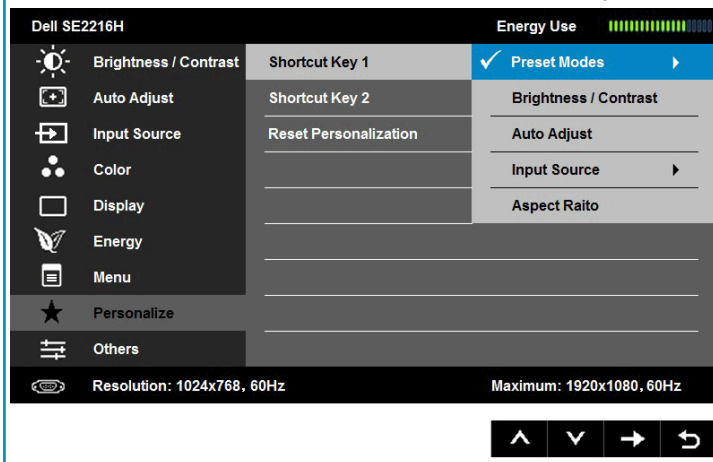 Dell SE2216H Energy Use
Brightness / Contrast Shortcut Key 1 Preset Modes
Auto Adjust Shortcut Key 2 Brightness / Contrast
Input Source Reset Personalization Auto Adjust
Color Input Source
Display Aspect Raito
Energy
Menu
Personalize
Others
Resolution: 1024x768, 60Hz Maximum: 1920x1080, 60Hz